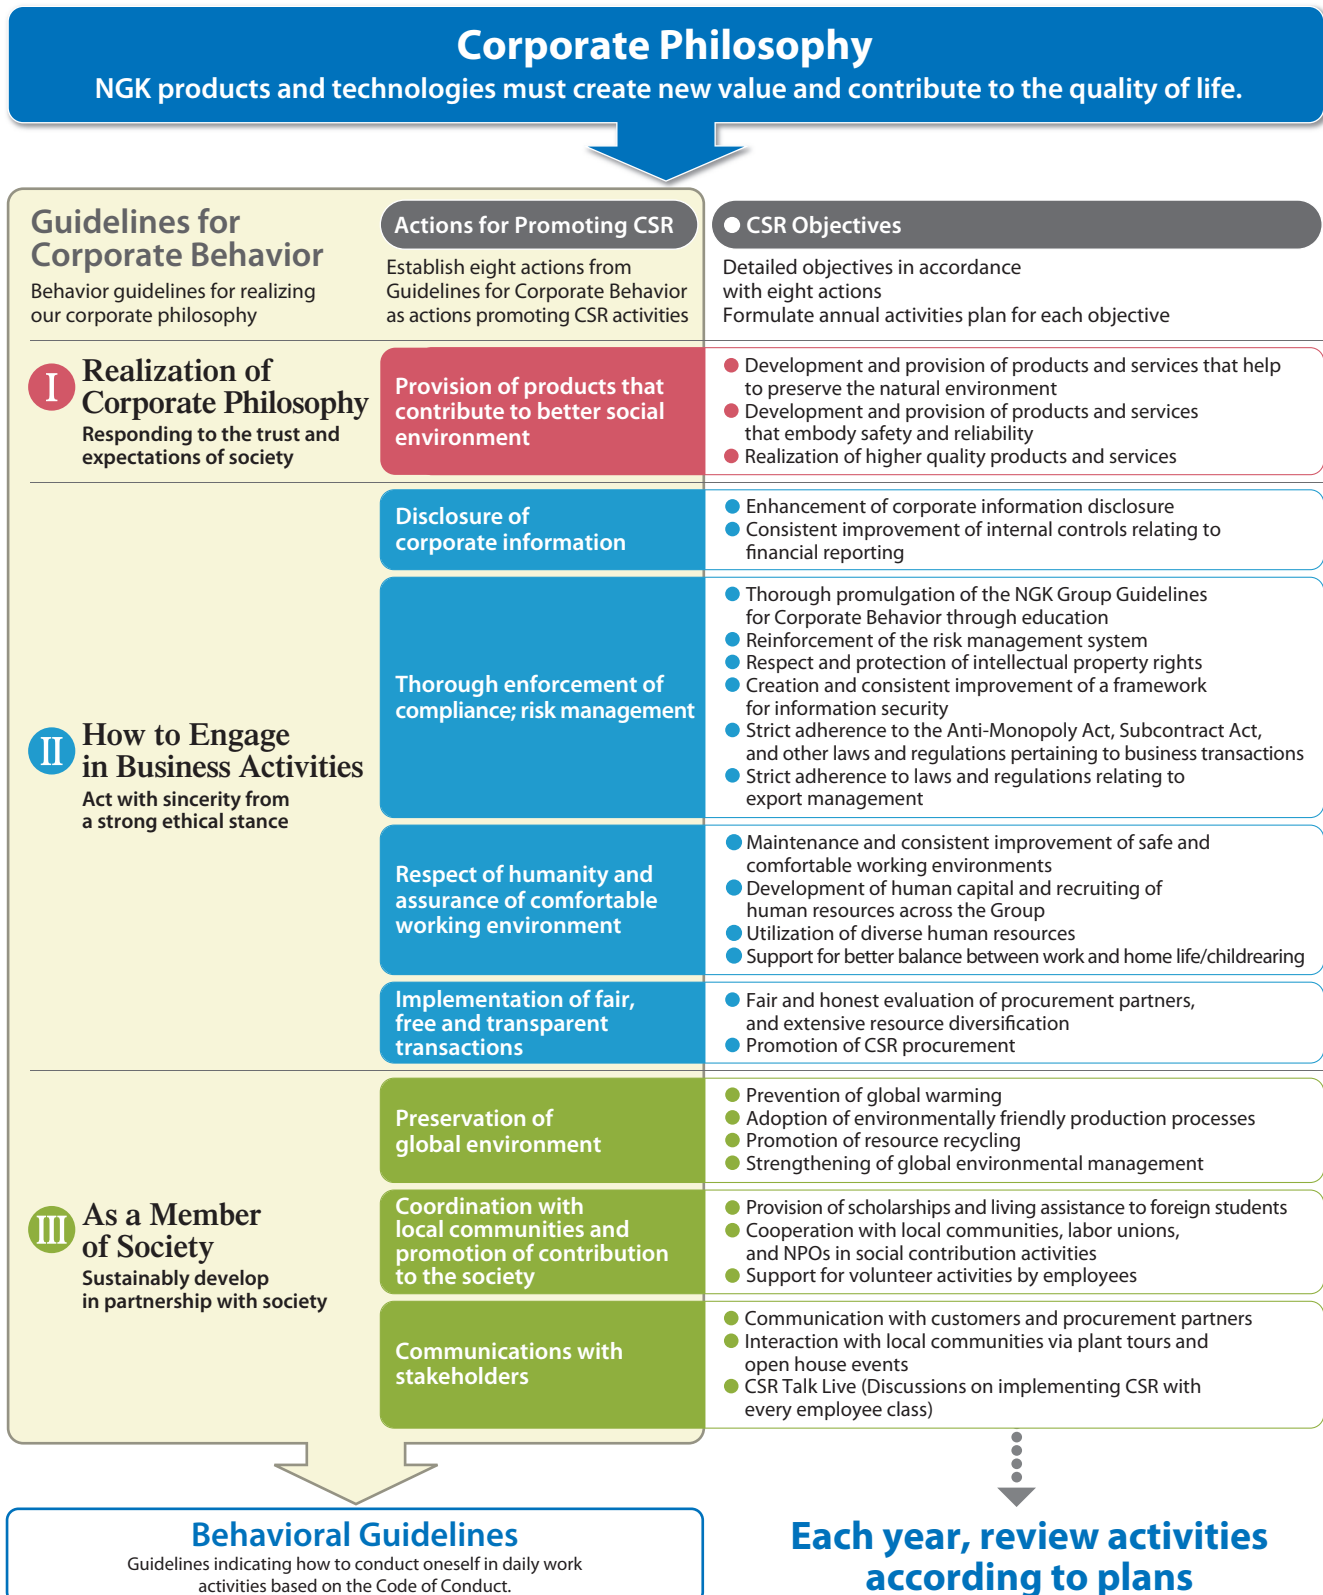 Corporate Philosophy
NGK products and technologies must create new value and contribute to the quality of life.
Guidelines for
Corporate Behavior
Behavior guidelines for realizing
our corporate philosophy
Actions for Promoting CSR
Establish eight actions from
Guidelines for Corporate Behavior
as actions promoting CSR activities
● CSR Objectives
Detailed objectives in accordance
with eight actions
Formulate annual activities plan for each objective
I Realization of
Corporate Philosophy
Responding to the trust and
expectations of society
Provision of products that
contribute to better social
environment
● Development and provision of products and services that help
to preserve the natural environment
● Development and provision of products and services
that embody safety and reliability
● Realization of higher quality products and services
II How to Engage
in Business Activities
Act with sincerity from
a strong ethical stance
Disclosure of
corporate information
● Enhancement of corporate information disclosure
● Consistent improvement of internal controls relating to
financial reporting
Thorough enforcement of
compliance; risk management
● Thorough promulgation of the NGK Group Guidelines
for Corporate Behavior through education
● Reinforcement of the risk management system
● Respect and protection of intellectual property rights
● Creation and consistent improvement of a framework
for information security
● Strict adherence to the Anti-Monopoly Act, Subcontract Act,
and other laws and regulations pertaining to business transactions
● Strict adherence to laws and regulations relating to
export management
Respect of humanity and
assurance of comfortable
working environment
● Maintenance and consistent improvement of safe and
comfortable working environments
● Development of human capital and recruiting of
human resources across the Group
● Utilization of diverse human resources
● Support for better balance between work and home life/childrearing
Implementation of fair,
free and transparent
transactions
● Fair and honest evaluation of procurement partners,
and extensive resource diversification
● Promotion of CSR procurement
III As a Member
of Society
Sustainably develop
in partnership with society
Preservation of
global environment
● Prevention of global warming
● Adoption of environmentally friendly production processes
● Promotion of resource recycling
● Strengthening of global environmental management
Coordination with
local communities and
promotion of contribution
to the society
● Provision of scholarships and living assistance to foreign students
● Cooperation with local communities, labor unions,
and NPOs in social contribution activities
● Support for volunteer activities by employees
Communications with
stakeholders
● Communication with customers and procurement partners
● Interaction with local communities via plant tours and
open house events
● CSR Talk Live (Discussions on implementing CSR with
every employee class)
Behavioral Guidelines
Guidelines indicating how to conduct oneself in daily work
activities based on the Code of Conduct.
Each year, review activities
according to plans